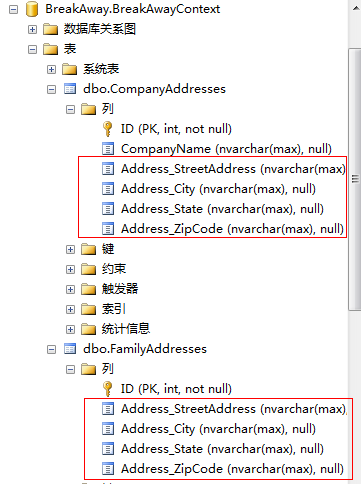 BreakAway.BreakAwayContext
数据库关系图
表
系统表
dbo.CompanyAddresses
列
ID (PK, int, not null)
CompanyName (nvarchar(max), null)
Address_StreetAddress (nvarchar(max)
Address_City (nvarchar(max), null)
Address_State (nvarchar(max), null)
Address_ZipCode (nvarchar(max), null)
键
约束
触发器
索引
统计信息
dbo.FamilyAddresses
列
ID (PK, int, not null)
Address_StreetAddress (nvarchar(max)
Address_City (nvarchar(max), null)
Address_State (nvarchar(max), null)
Address_ZipCode (nvarchar(max), null)